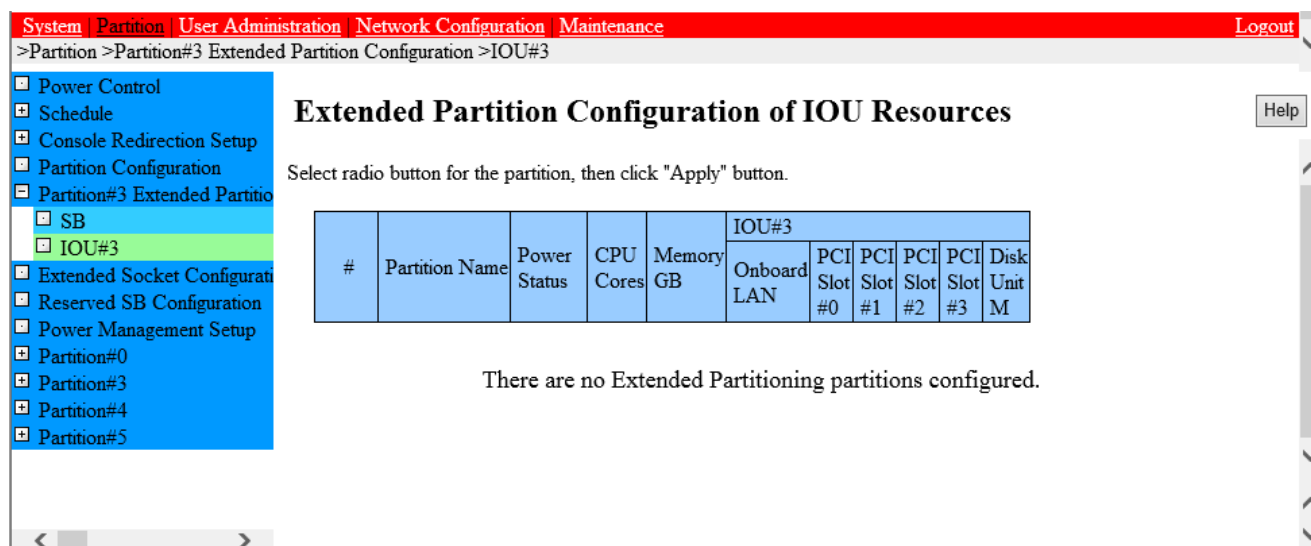 System | Partition | User Administration | Network Configuration | Maintenance Logout
>Partition >Partition#3 Extended Partition Configuration >IOU#3
Power Control
Schedule
Console Redirection Setup
Partition Configuration
Partition#3 Extended Partitio
SB
IOU#3
Extended Socket Configurati
Reserved SB Configuration
Power Management Setup
Partition#0
Partition#3
Partition#4
Partition#5
Extended Partition Configuration of IOU Resources
Help
Select radio button for the partition, then click "Apply" button.
#
Partition Name
Power Status
CPU Cores
Memory GB
IOU#3
Onboard LAN
PCI Slot #0
PCI Slot #1
PCI Slot #2
PCI Slot #3
Disk Unit M
There are no Extended Partitioning partitions configured.